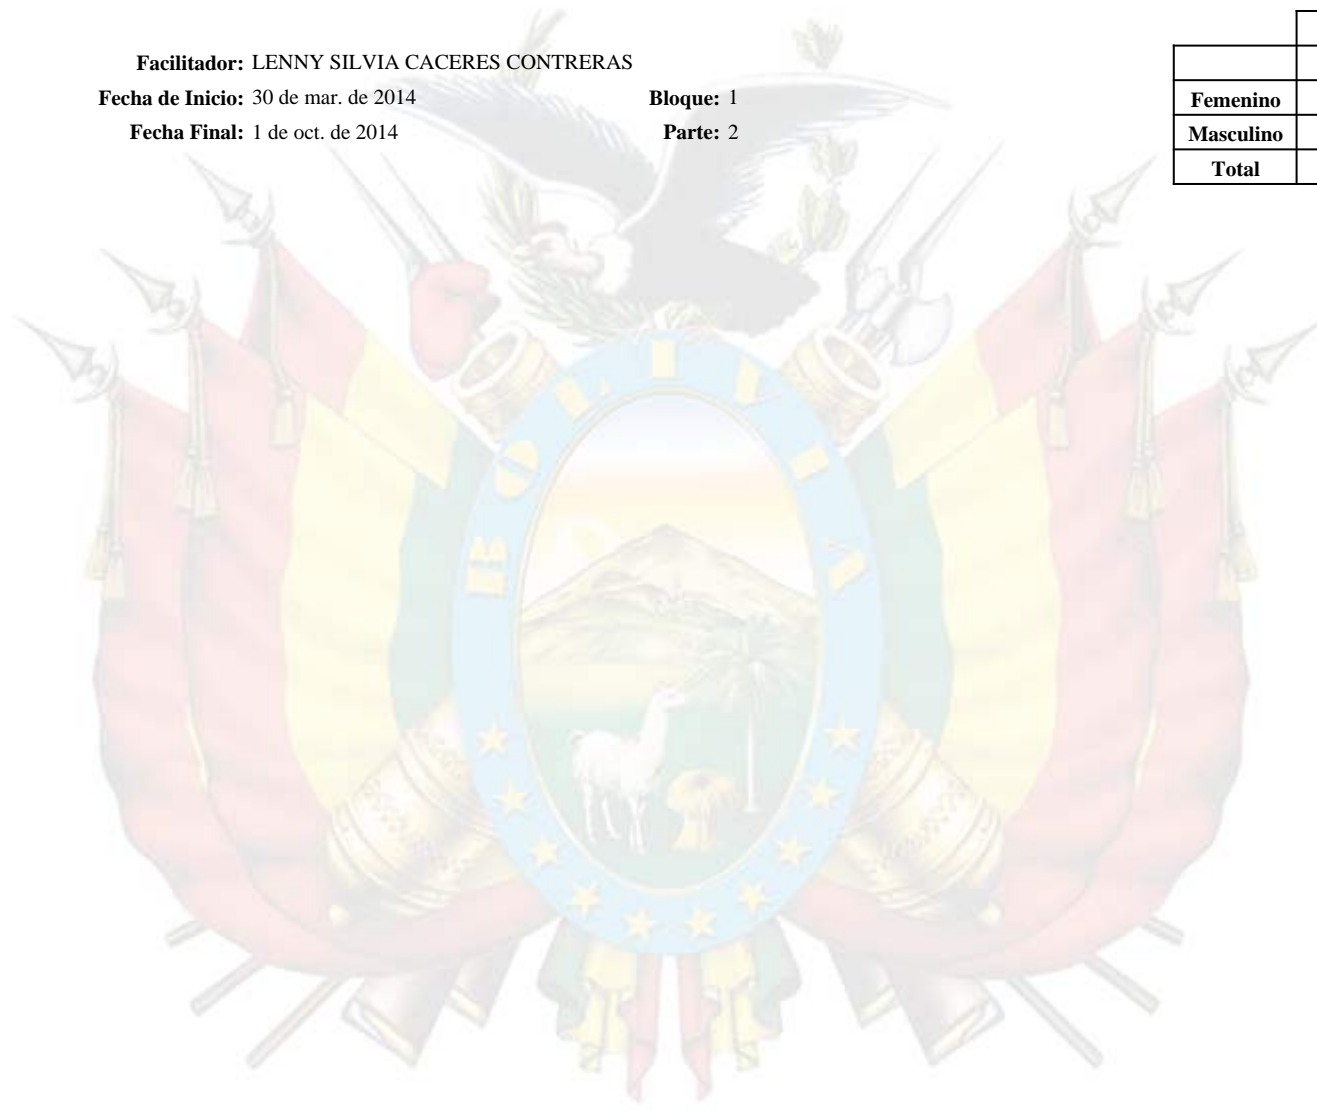 Facilitador: LENNY SILVIA CACERES CONTRERAS
Fecha de Inicio: 30 de mar. de 2014 Bloque: 1
Fecha Final: 1 de oct. de 2014 Parte: 2
Femenino
Masculino
Total
BOLIVIA